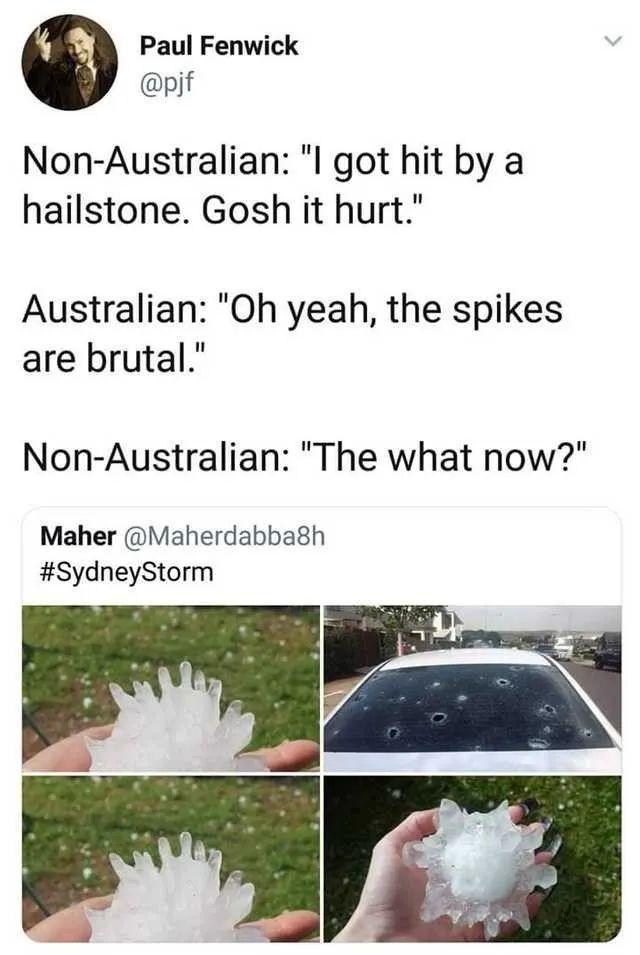 Paul Fenwick
@pjf
Non-Australian: "I got hit by a
hailstone. Gosh it hurt."
Australian: "Oh yeah, the spikes
are brutal."
Non-Australian: "The what now?"
Maher @Maherdabba8h
#SydneyStorm